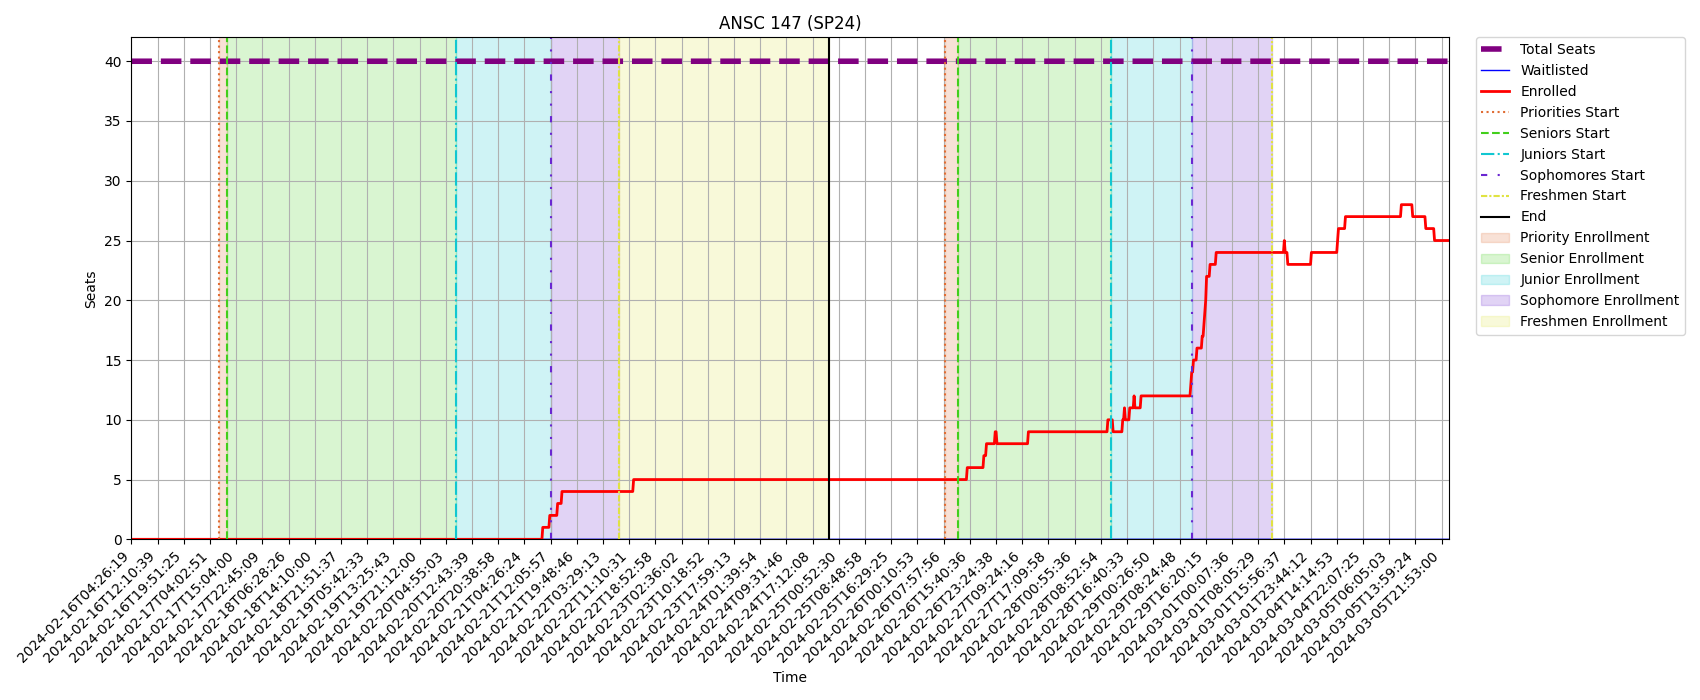 ANSC 147 (SP24)
Total Seats
Waitlisted
Enrolled
Priorities Start
Seniors Start
Juniors Start
Sophomores Start
Freshmen Start
End
Priority Enrollment
Senior Enrollment
Junior Enrollment
Sophomore Enrollment
Freshmen Enrollment
Seats
40
35
30
25
20
15
10
5
0
2024-02-16T04:26:19
2024-02-16T12:10:39
2024-02-16T19:51:25
2024-02-17T04:02:51
2024-02-17T15:04:00
2024-02-17T22:45:09
2024-02-18T06:28:26
2024-02-18T14:10:00
2024-02-18T21:51:37
2024-02-19T05:42:33
2024-02-19T13:25:43
2024-02-19T21:12:00
2024-02-20T04:55:03
2024-02-20T12:43:39
2024-02-20T20:38:58
2024-02-21T04:26:24
2024-02-21T12:05:57
2024-02-21T19:48:46
2024-02-22T03:29:13
2024-02-22T11:10:31
2024-02-22T18:52:58
2024-02-23T02:36:02
2024-02-23T10:18:52
2024-02-23T17:59:13
2024-02-24T01:39:54
2024-02-24T09:31:46
2024-02-24T17:12:08
2024-02-25T00:52:30
2024-02-25T08:48:58
2024-02-25T16:29:25
2024-02-26T00:10:53
2024-02-26T07:57:56
2024-02-26T15:40:36
2024-02-26T23:24:38
2024-02-27T09:24:16
2024-02-27T17:09:58
2024-02-28T00:55:36
2024-02-28T08:52:54
2024-02-28T16:40:33
2024-02-29T00:26:50
2024-02-29T08:24:48
2024-02-29T16:20:15
2024-03-01T00:07:36
2024-03-01T08:05:29
2024-03-01T15:56:37
2024-03-01T23:44:12
2024-03-04T14:14:53
2024-03-04T22:07:25
2024-03-05T06:05:03
2024-03-05T13:59:24
2024-03-05T21:53:00
Time